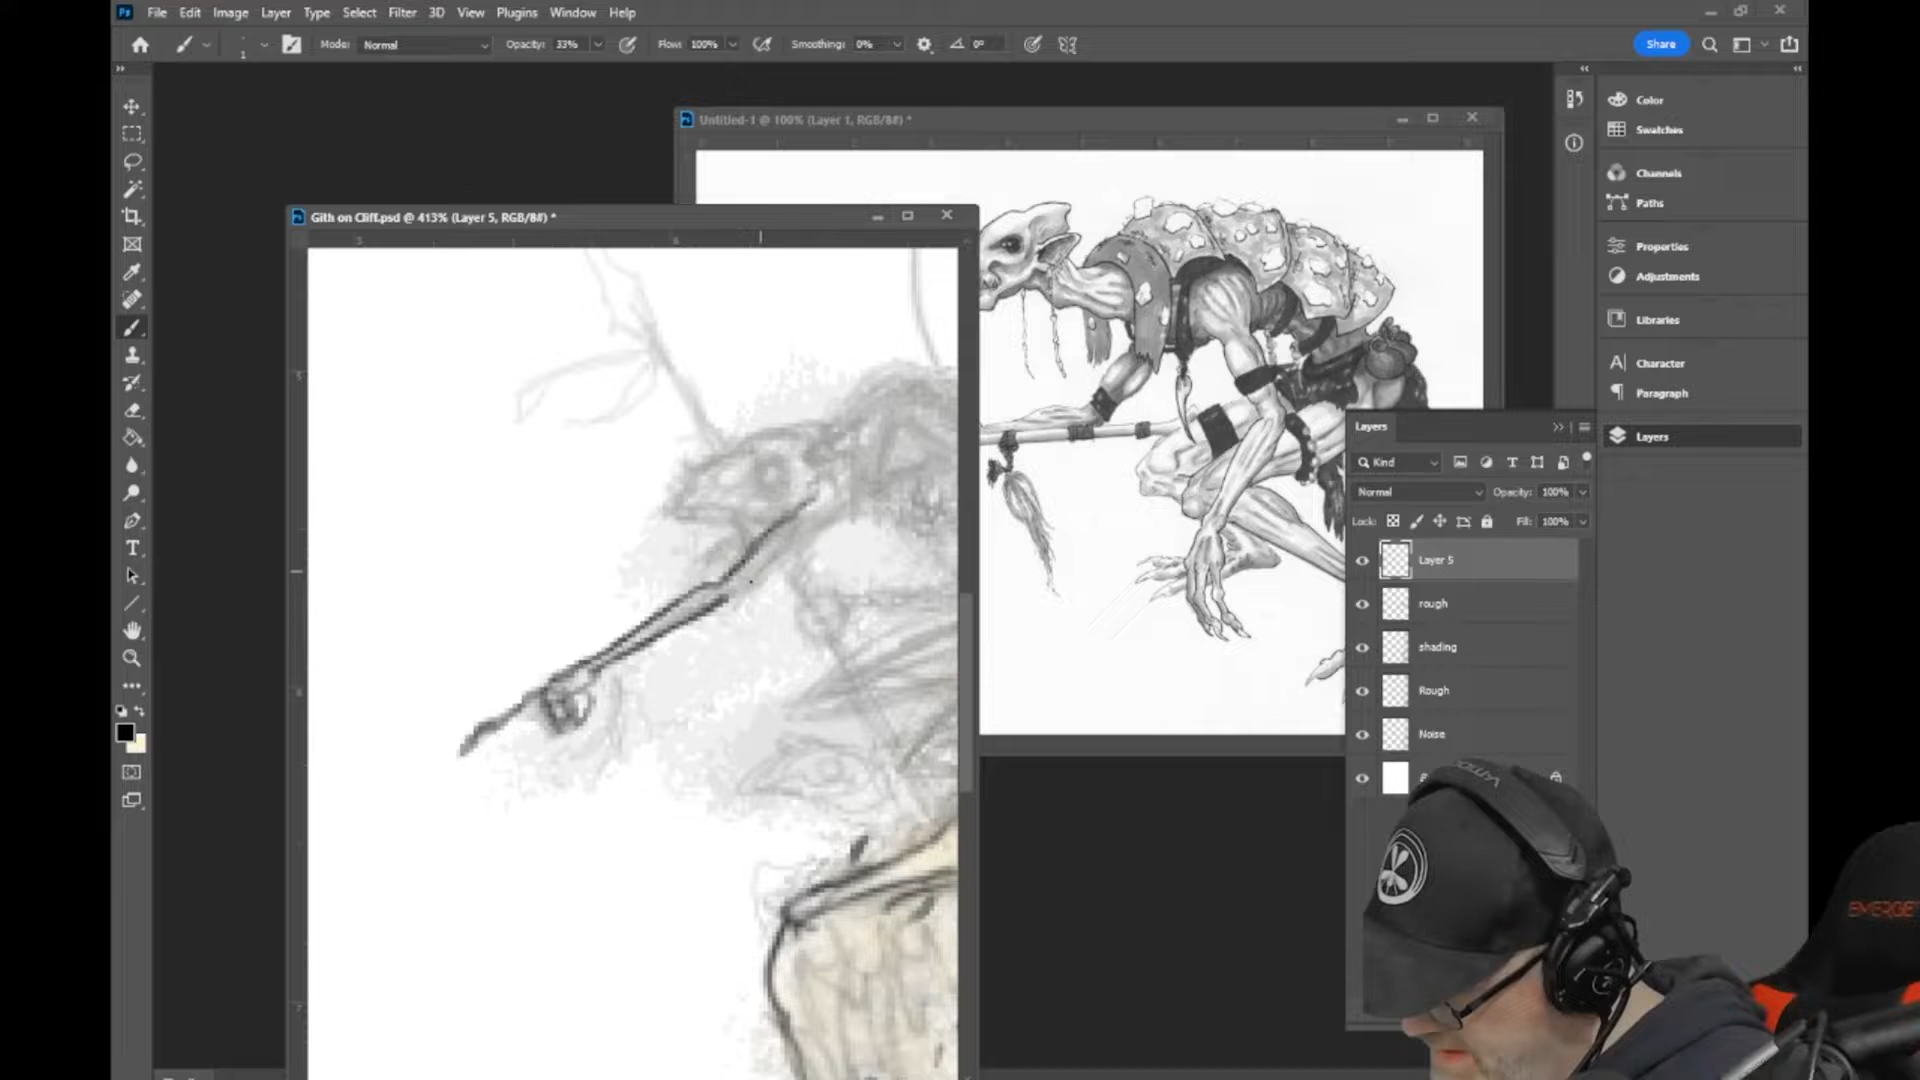 Ps File Edit Image Layer Type Select Filter 3D View Plugins Window Help
1 Mode: Normal Opacity: 33% Flow: 100% Smoothing: 0% 0° Share
Untitled-1 @ 100% (Layer 1, RGB/8#) *
Gith on Cliff.psd @ 413% (Layer 5, RGB/8#) *
Color
Swatches
Channels
Paths
Properties
Adjustments
Libraries
Character
Paragraph
Layers
Layers
Kind
Normal Opacity: 100%
Lock: Fill: 100%
Layer 5
rough
shading
Rough
Noise